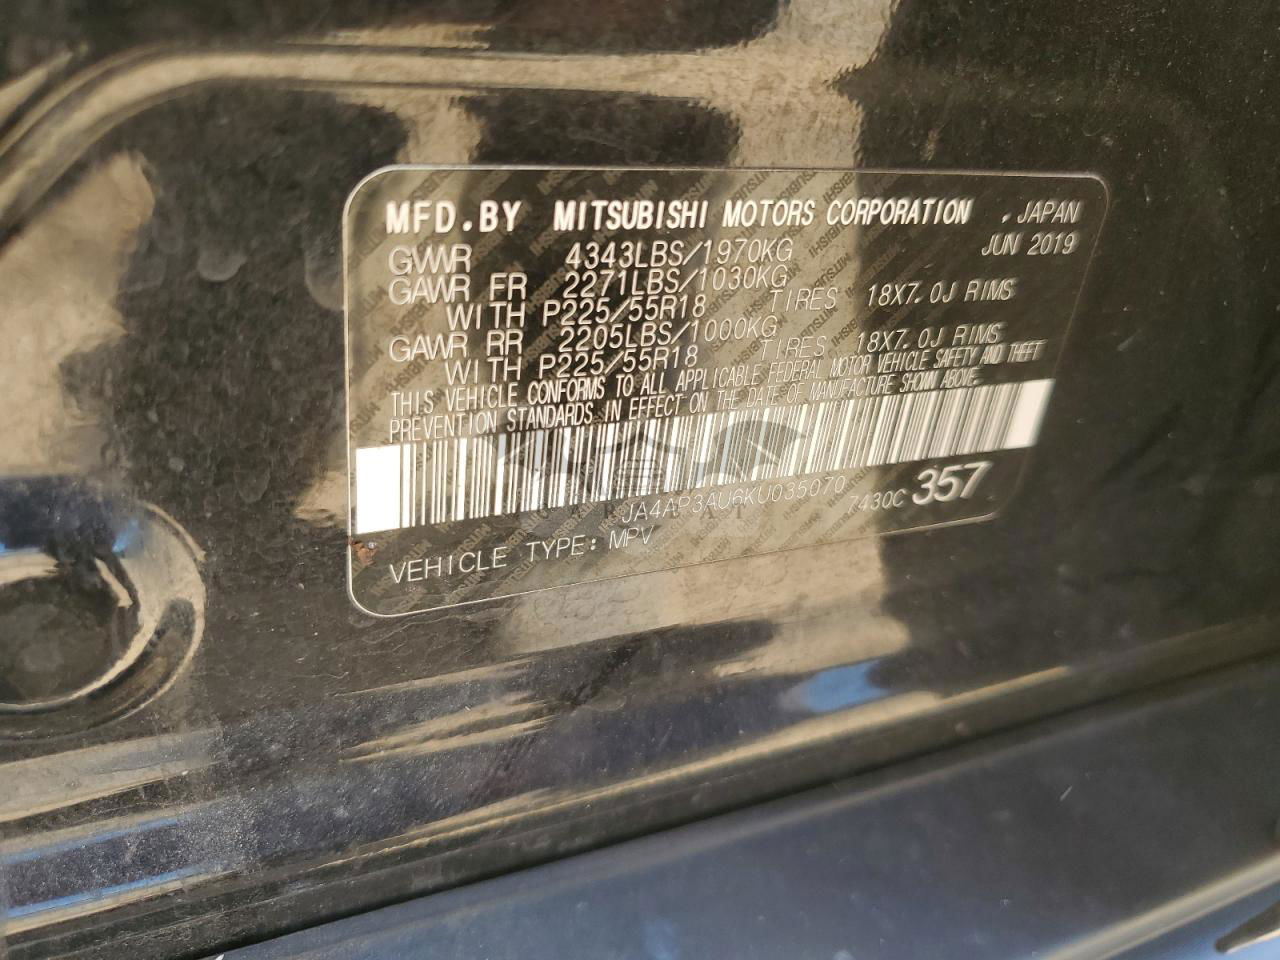 MFD.BY MITSUBISHI MOTORS CORPORATION , JAPAN
JUN 2019
GVWR 4343LBS/1970KG
GAWR FR 2271LBS/1030KG
WITH P225/55R18 TIRES 18X7.0J RIMS
GAWR RR 2205LBS/1000KG
WITH P225/55R18 TIRES 18X7.0J RIMS
THIS VEHICLE CONFORMS TO ALL APPLICABLE FEDERAL MOTOR VEHICLE SAFETY AND THEFT
PREVENTION STANDARDS IN EFFECT ON THE DATE OF MANUFACTURE SHOWN ABOVE.
JA4AP3AU6KU035070 7430C 357
VEHICLE TYPE: MPV